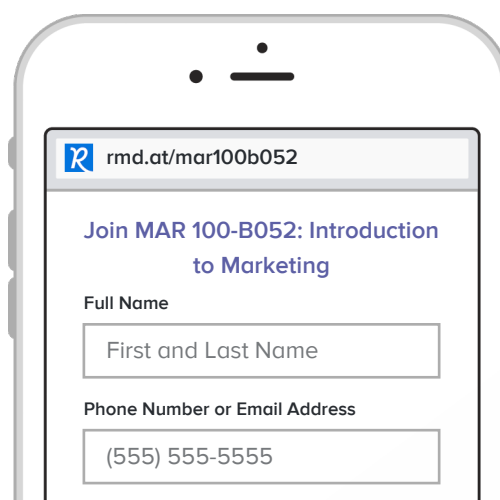 rmd.at/mar100b052
Join MAR 100-B052: Introduction
to Marketing
Full Name
First and Last Name
Phone Number or Email Address
(555) 555-5555